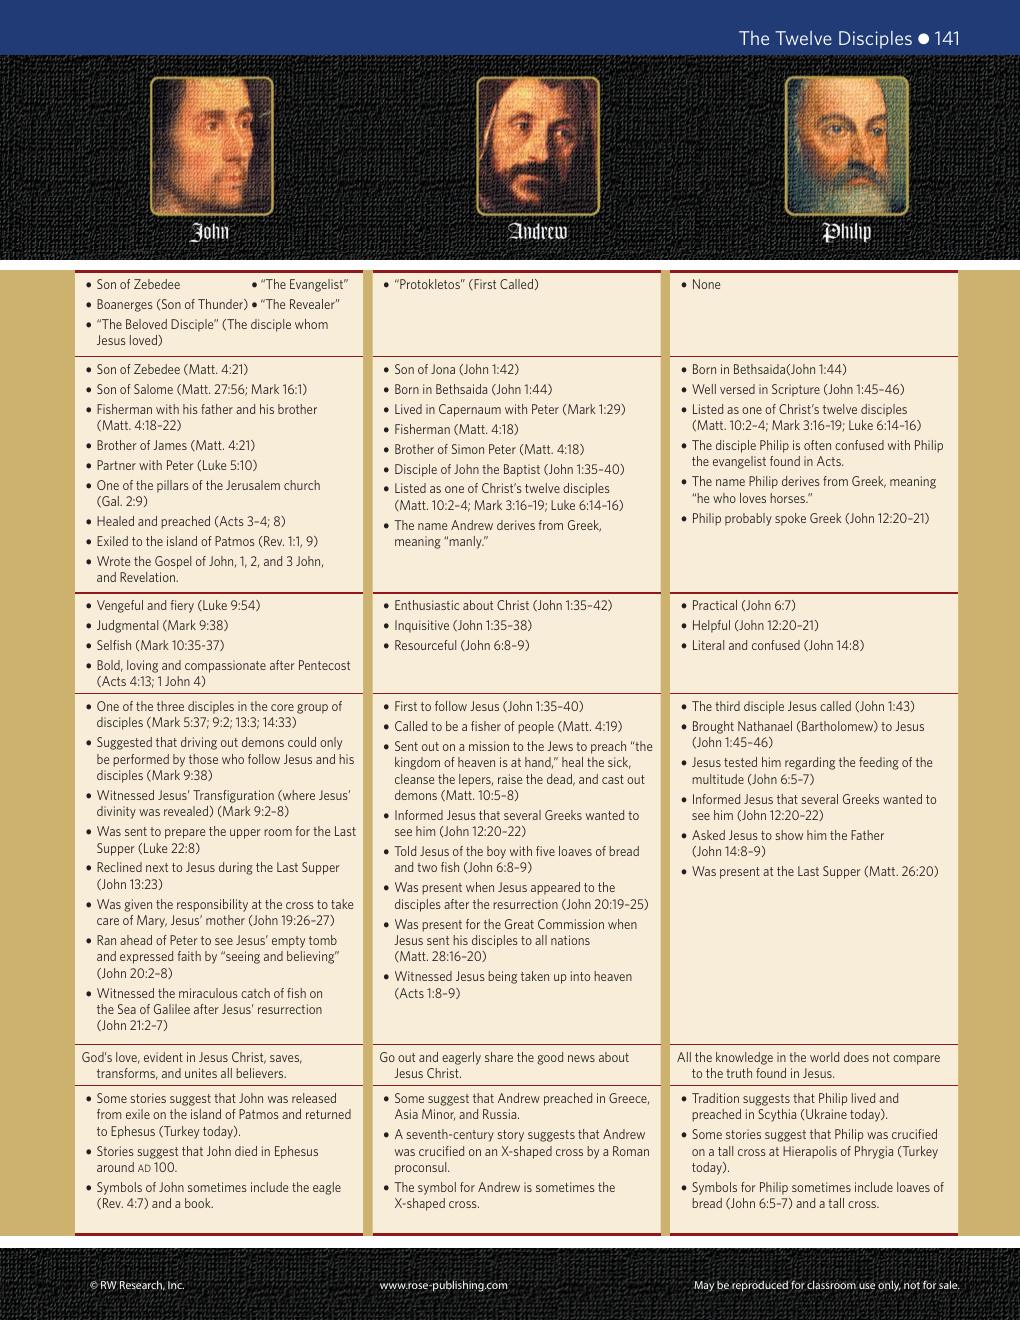 The Twelve Disciples ● 141
John
Andrew
Philip
• Son of Zebedee • “The Evangelist”
• Boanerges (Son of Thunder) • “The Revealer”
• “The Beloved Disciple” (The disciple whom
Jesus loved)
• “Protokletos” (First Called)
• None
• Son of Zebedee (Matt. 4:21)
• Son of Salome (Matt. 27:56; Mark 16:1)
• Fisherman with his father and his brother
(Matt. 4:18–22)
• Brother of James (Matt. 4:21)
• Partner with Peter (Luke 5:10)
• One of the pillars of the Jerusalem church
(Gal. 2:9)
• Healed and preached (Acts 3–4; 8)
• Exiled to the island of Patmos (Rev. 1:1, 9)
• Wrote the Gospel of John, 1, 2, and 3 John,
and Revelation.
• Son of Jona (John 1:42)
• Born in Bethsaida (John 1:44)
• Lived in Capernaum with Peter (Mark 1:29)
• Fisherman (Matt. 4:18)
• Brother of Simon Peter (Matt. 4:18)
• Disciple of John the Baptist (John 1:35–40)
• Listed as one of Christ’s twelve disciples
(Matt. 10:2–4; Mark 3:16–19; Luke 6:14–16)
• The name Andrew derives from Greek,
meaning “manly.”
• Born in Bethsaida(John 1:44)
• Well versed in Scripture (John 1:45–46)
• Listed as one of Christ’s twelve disciples
(Matt. 10:2–4; Mark 3:16–19; Luke 6:14–16)
• The disciple Philip is often confused with Philip
the evangelist found in Acts.
• The name Philip derives from Greek, meaning
“he who loves horses.”
• Philip probably spoke Greek (John 12:20–21)
• Vengeful and fiery (Luke 9:54)
• Judgmental (Mark 9:38)
• Selfish (Mark 10:35-37)
• Bold, loving and compassionate after Pentecost
(Acts 4:13; 1 John 4)
• Enthusiastic about Christ (John 1:35–42)
• Inquisitive (John 1:35–38)
• Resourceful (John 6:8–9)
• Practical (John 6:7)
• Helpful (John 12:20–21)
• Literal and confused (John 14:8)
• One of the three disciples in the core group of
disciples (Mark 5:37; 9:2; 13:3; 14:33)
• Suggested that driving out demons could only
be performed by those who follow Jesus and his
disciples (Mark 9:38)
• Witnessed Jesus’ Transfiguration (where Jesus’
divinity was revealed) (Mark 9:2–8)
• Was sent to prepare the upper room for the Last
Supper (Luke 22:8)
• Reclined next to Jesus during the Last Supper
(John 13:23)
• Was given the responsibility at the cross to take
care of Mary, Jesus’ mother (John 19:26–27)
• Ran ahead of Peter to see Jesus’ empty tomb
and expressed faith by “seeing and believing”
(John 20:2–8)
• Witnessed the miraculous catch of fish on
the Sea of Galilee after Jesus’ resurrection
(John 21:2–7)
• First to follow Jesus (John 1:35–40)
• Called to be a fisher of people (Matt. 4:19)
• Sent out on a mission to the Jews to preach “the
kingdom of heaven is at hand,” heal the sick,
cleanse the lepers, raise the dead, and cast out
demons (Matt. 10:5–8)
• Informed Jesus that several Greeks wanted to
see him (John 12:20–22)
• Told Jesus of the boy with five loaves of bread
and two fish (John 6:8–9)
• Was present when Jesus appeared to the
disciples after the resurrection (John 20:19–25)
• Was present for the Great Commission when
Jesus sent his disciples to all nations
(Matt. 28:16–20)
• Witnessed Jesus being taken up into heaven
(Acts 1:8–9)
• The third disciple Jesus called (John 1:43)
• Brought Nathanael (Bartholomew) to Jesus
(John 1:45–46)
• Jesus tested him regarding the feeding of the
multitude (John 6:5–7)
• Informed Jesus that several Greeks wanted to
see him (John 12:20–22)
• Asked Jesus to show him the Father
(John 14:8–9)
• Was present at the Last Supper (Matt. 26:20)
God’s love, evident in Jesus Christ, saves,
transforms, and unites all believers.
Go out and eagerly share the good news about
Jesus Christ.
All the knowledge in the world does not compare
to the truth found in Jesus.
• Some stories suggest that John was released
from exile on the island of Patmos and returned
to Ephesus (Turkey today).
• Stories suggest that John died in Ephesus
around AD 100.
• Symbols of John sometimes include the eagle
(Rev. 4:7) and a book.
• Some suggest that Andrew preached in Greece,
Asia Minor, and Russia.
• A seventh-century story suggests that Andrew
was crucified on an X-shaped cross by a Roman
proconsul.
• The symbol for Andrew is sometimes the
X-shaped cross.
• Tradition suggests that Philip lived and
preached in Scythia (Ukraine today).
• Some stories suggest that Philip was crucified
on a tall cross at Hierapolis of Phrygia (Turkey
today).
• Symbols for Philip sometimes include loaves of
bread (John 6:5–7) and a tall cross.
© RW Research, Inc.
www.rose-publishing.com
May be reproduced for classroom use only, not for sale.